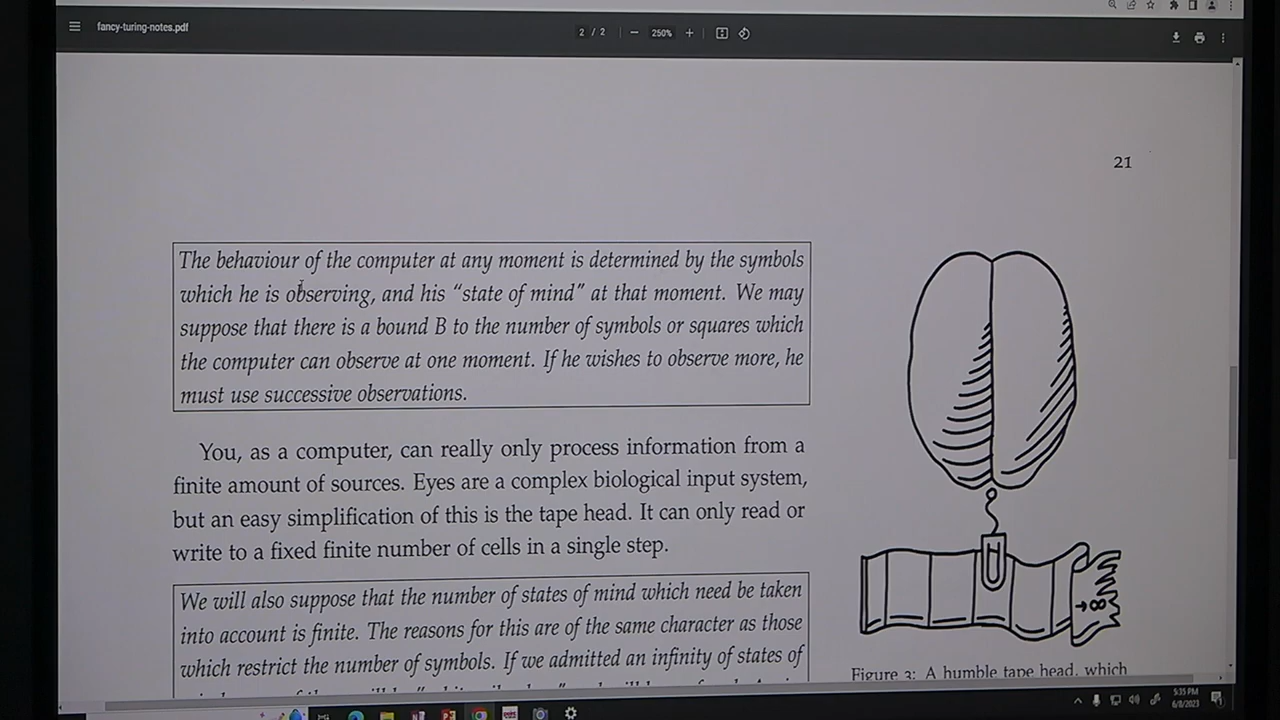 fancy-turing-notes.pdf
2 / 2
250%
21
The behaviour of the computer at any moment is determined by the symbols
which he is observing, and his “state of mind” at that moment. We may
suppose that there is a bound B to the number of symbols or squares which
the computer can observe at one moment. If he wishes to observe more, he
must use successive observations.
You, as a computer, can really only process information from a
finite amount of sources. Eyes are a complex biological input system,
but an easy simplification of this is the tape head. It can only read or
write to a fixed finite number of cells in a single step.
We will also suppose that the number of states of mind which need be taken
into account is finite. The reasons for this are of the same character as those
which restrict the number of symbols. If we admitted an infinity of states of
→∞
Figure 3: A humble tape head, which
5:35 PM
6/8/2023